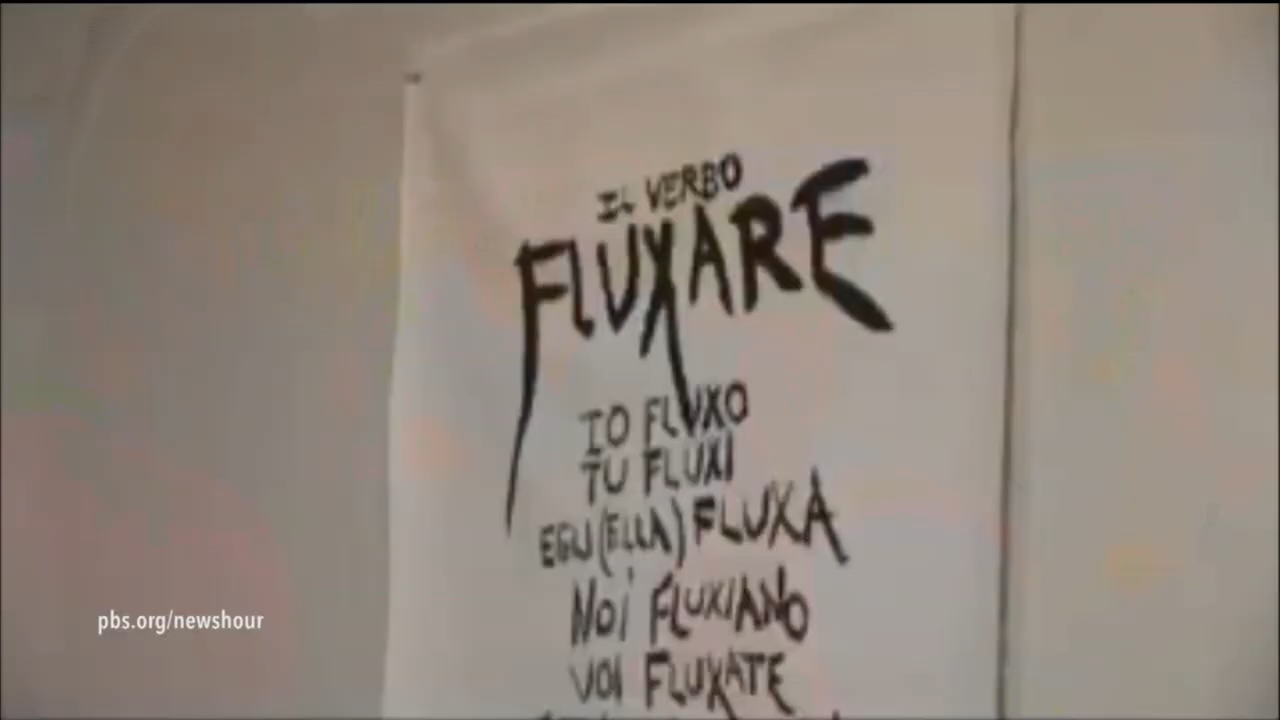 IL VERBO
FLUXARE
IO FLUXO
TU FLUXI
EGLI (ELLA) FLUXA
NOI FLUXIANO
VOI FLUXATE
pbs.org/newshour